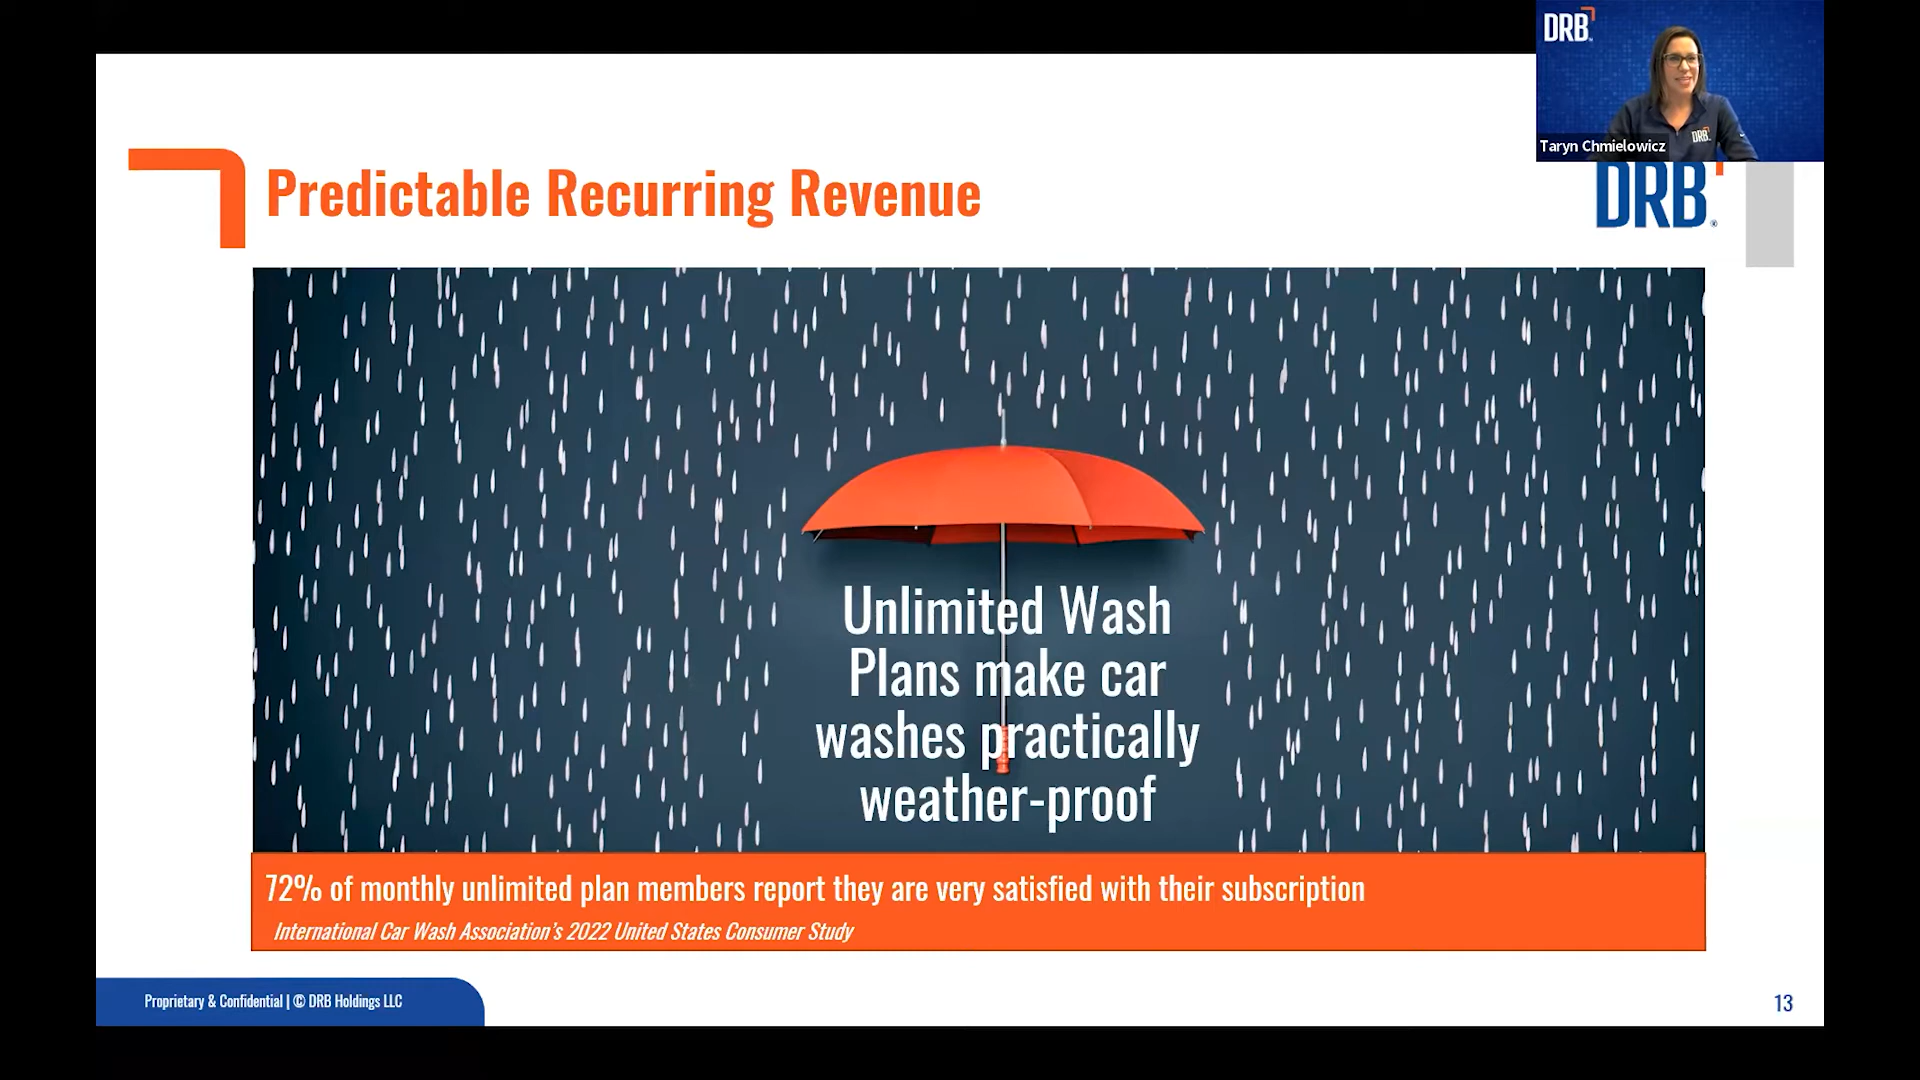 DRB
DRB
Taryn Chmielowicz
Predictable Recurring Revenue
DRB®
Unlimited Wash
Plans make car
washes practically
weather-proof
72% of monthly unlimited plan members report they are very satisfied with their subscription
International Car Wash Association's 2022 United States Consumer Study
Proprietary & Confidential | © DRB Holdings LLC
13